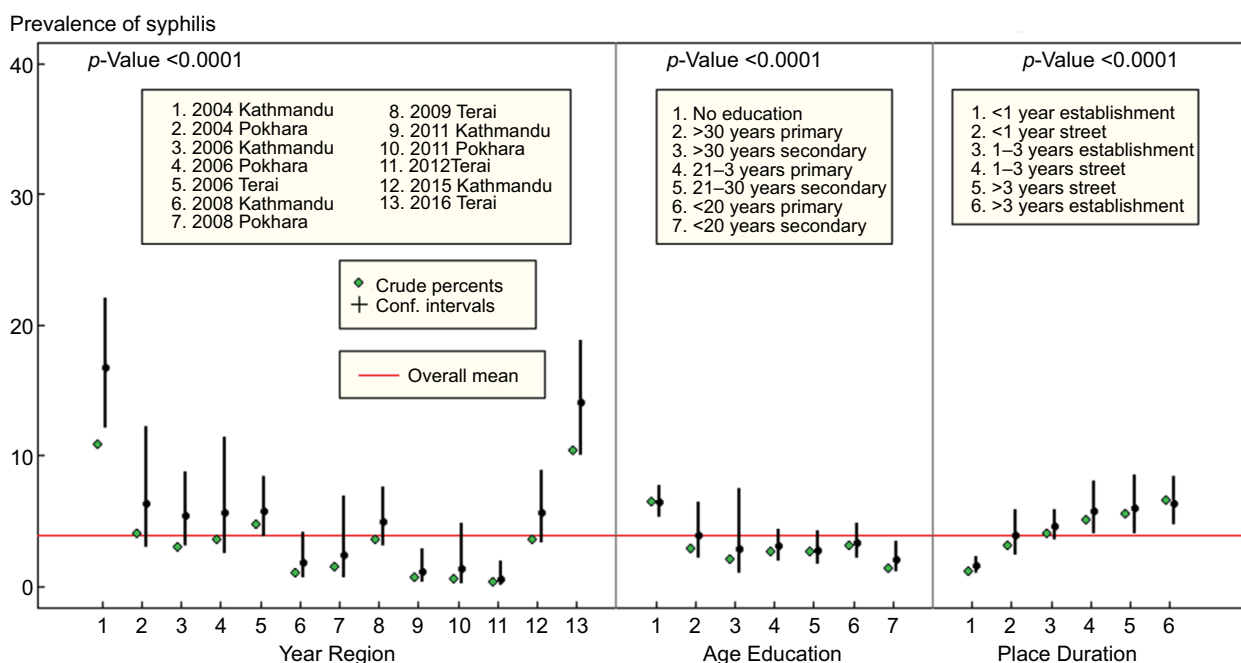 Prevalence of syphilis
40
30
20
10
0
p-Value <0.0001
1. 2004 Kathmandu
2. 2004 Pokhara
3. 2006 Kathmandu
4. 2006 Pokhara
5. 2006 Terai
6. 2008 Kathmandu
7. 2008 Pokhara
8. 2009 Terai
9. 2011 Kathmandu
10. 2011 Pokhara
11. 2012Terai
12. 2015 Kathmandu
13. 2016 Terai
Crude percents
Conf. intervals
Overall mean
1 2 3 4 5 6 7 8 9 10 11 12 13
Year Region
p-Value <0.0001
1. No education
2. >30 years primary
3. >30 years secondary
4. 21–3 years primary
5. 21–30 years secondary
6. <20 years primary
7. <20 years secondary
1 2 3 4 5 6 7
Age Education
p-Value <0.0001
1. <1 year establishment
2. <1 year street
3. 1–3 years establishment
4. 1–3 years street
5. >3 years street
6. >3 years establishment
1 2 3 4 5 6
Place Duration